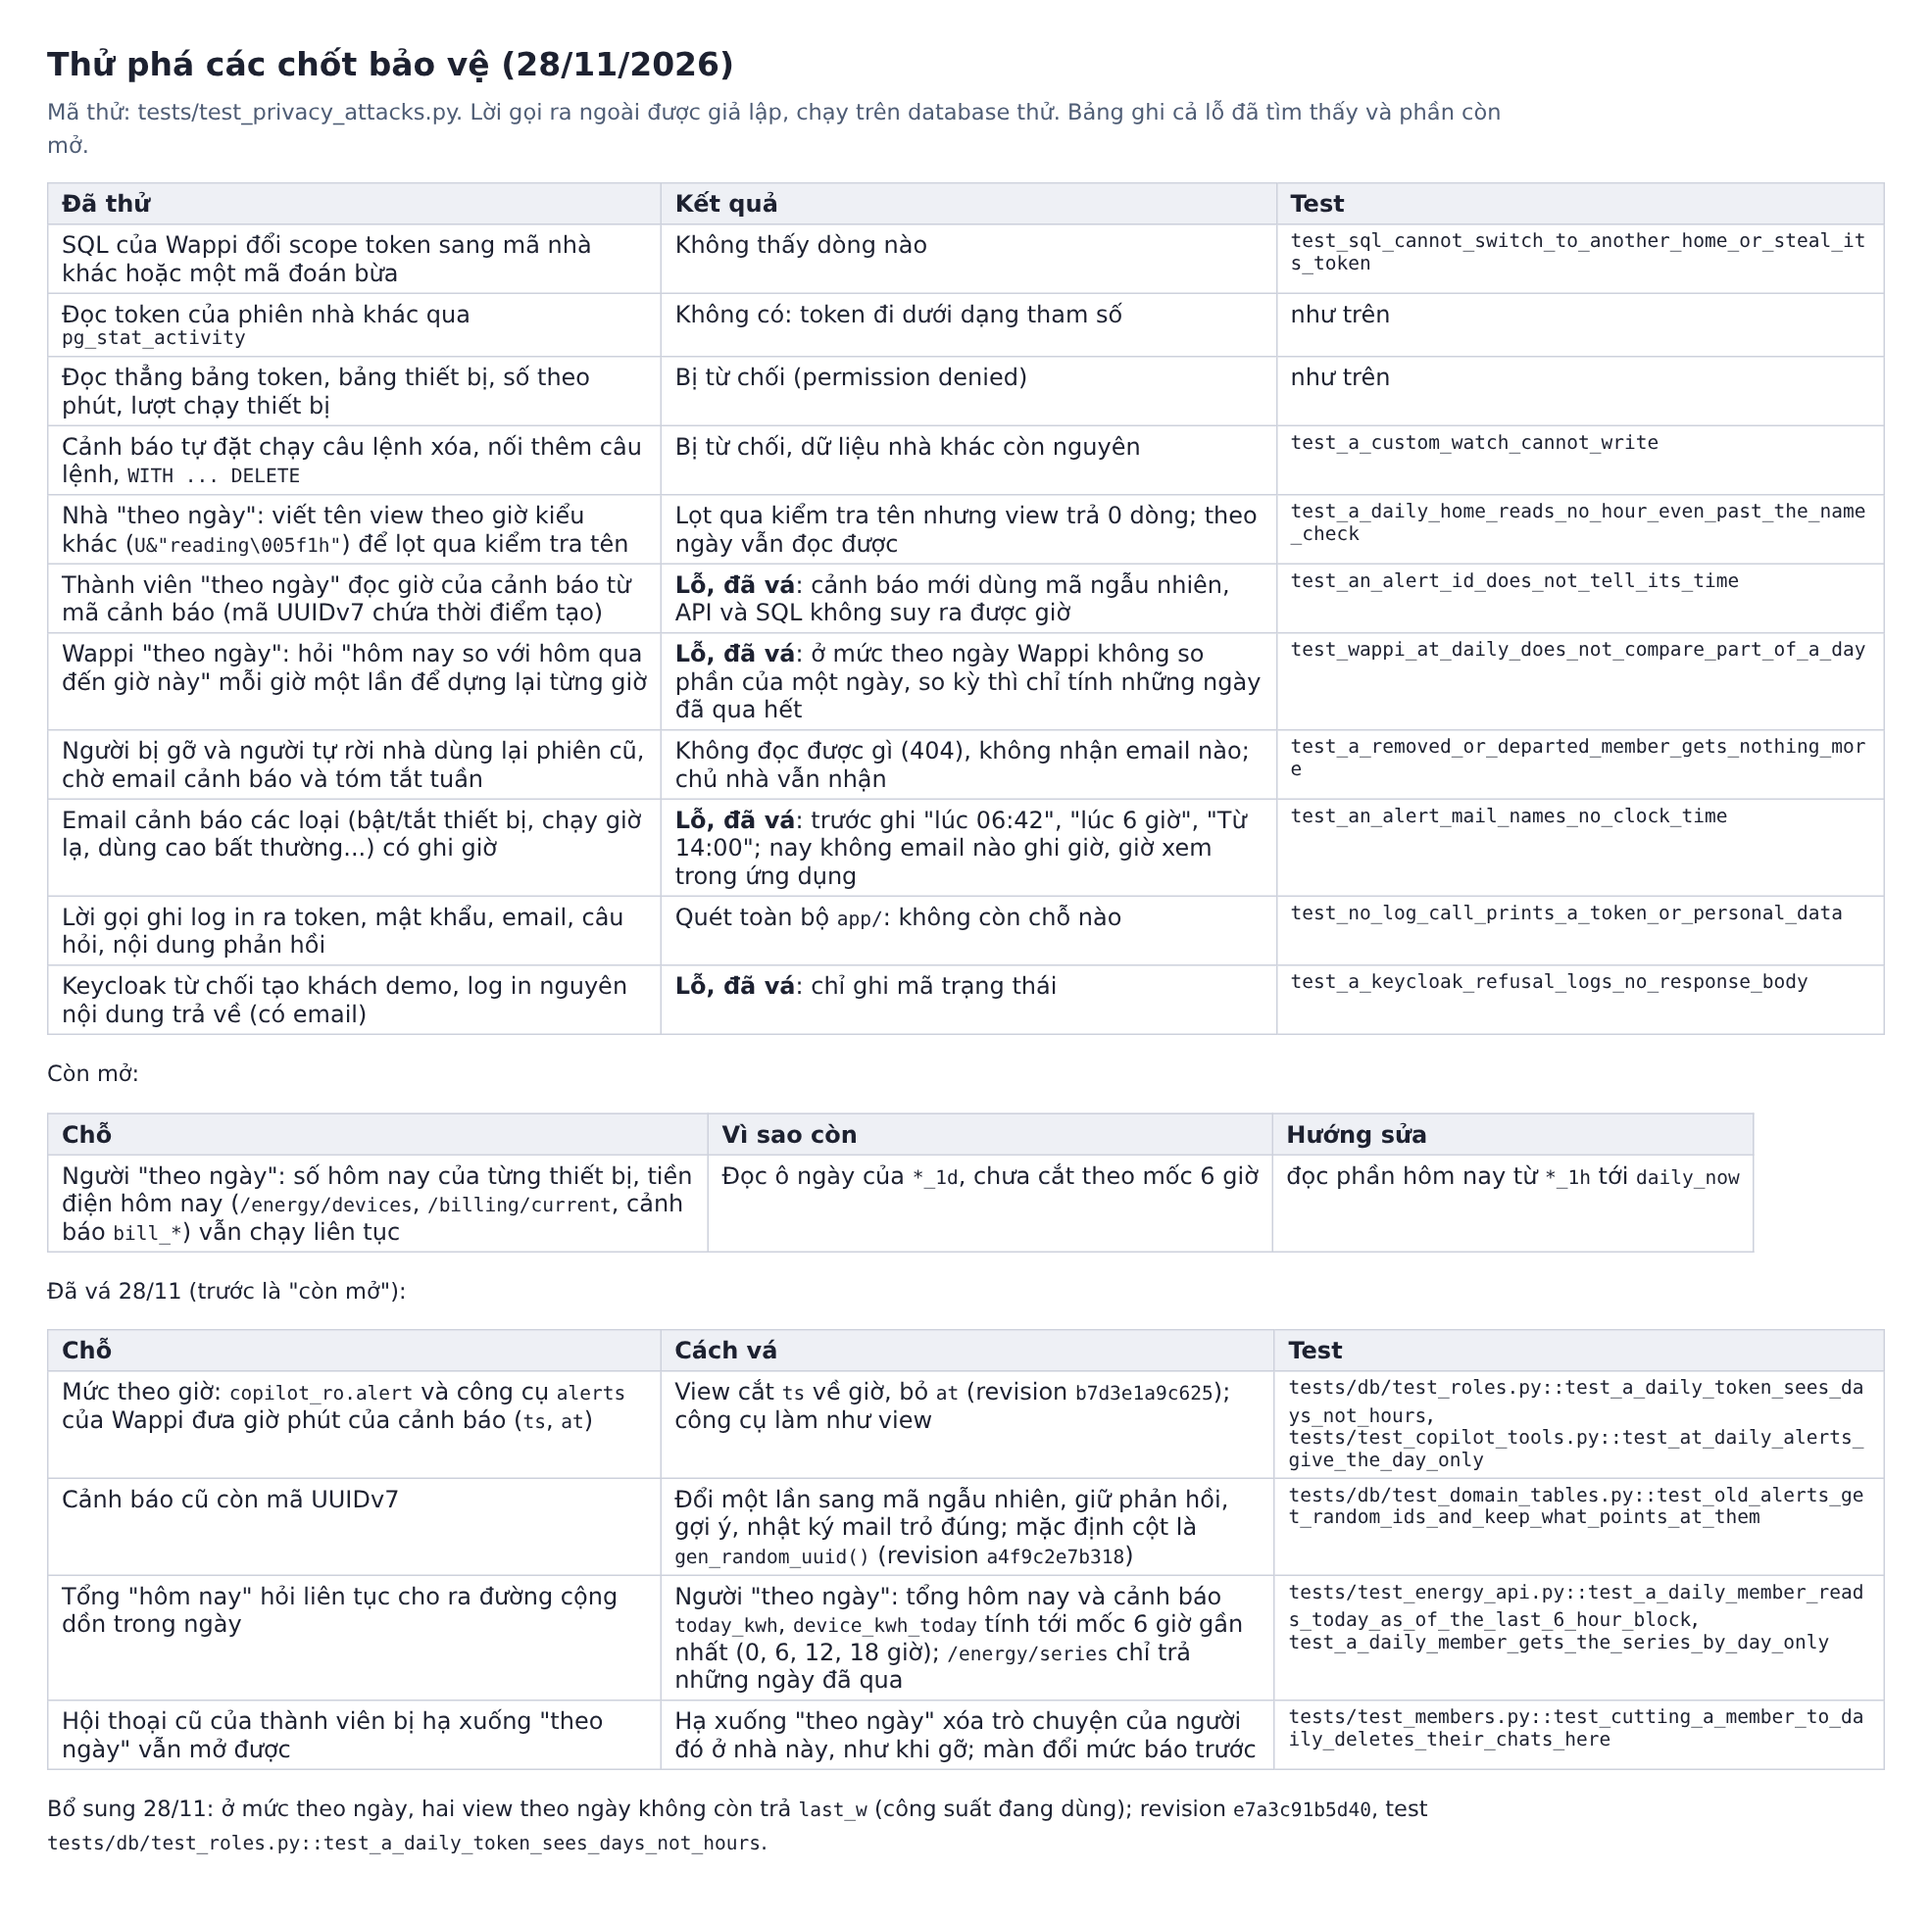 Thử phá các chốt bảo vệ (28/11/2026)
Mã thử: tests/test_privacy_attacks.py. Lời gọi ra ngoài được giả lập, chạy trên database thử. Bảng ghi cả lỗ đã tìm thấy và phần còn
mở.
Đã thử
Kết quả
Test
SQL của Wappi đổi scope token sang mã nhà
khác hoặc một mã đoán bừa
Không thấy dòng nào
test_sql_cannot_switch_to_another_home_or_steal_it
s_token
Đọc token của phiên nhà khác qua
pg_stat_activity
Không có: token đi dưới dạng tham số
như trên
Đọc thẳng bảng token, bảng thiết bị, số theo
phút, lượt chạy thiết bị
Bị từ chối (permission denied)
như trên
Cảnh báo tự đặt chạy câu lệnh xóa, nối thêm câu
lệnh, WITH ... DELETE
Bị từ chối, dữ liệu nhà khác còn nguyên
test_a_custom_watch_cannot_write
Nhà "theo ngày": viết tên view theo giờ kiểu
khác (U&"reading\005f1h") để lọt qua kiểm tra tên
Lọt qua kiểm tra tên nhưng view trả 0 dòng; theo
ngày vẫn đọc được
test_a_daily_home_reads_no_hour_even_past_the_name
_check
Thành viên "theo ngày" đọc giờ của cảnh báo từ
mã cảnh báo (mã UUIDv7 chứa thời điểm tạo)
Lỗ, đã vá: cảnh báo mới dùng mã ngẫu nhiên,
API và SQL không suy ra được giờ
test_an_alert_id_does_not_tell_its_time
Wappi "theo ngày": hỏi "hôm nay so với hôm qua
đến giờ này" mỗi giờ một lần để dựng lại từng giờ
Lỗ, đã vá: ở mức theo ngày Wappi không so
phần của một ngày, so kỳ thì chỉ tính những ngày
đã qua hết
test_wappi_at_daily_does_not_compare_part_of_a_day
Người bị gỡ và người tự rời nhà dùng lại phiên cũ,
chờ email cảnh báo và tóm tắt tuần
Không đọc được gì (404), không nhận email nào;
chủ nhà vẫn nhận
test_a_removed_or_departed_member_gets_nothing_mor
e
Email cảnh báo các loại (bật/tắt thiết bị, chạy giờ
lạ, dùng cao bất thường...) có ghi giờ
Lỗ, đã vá: trước ghi "lúc 06:42", "lúc 6 giờ", "Từ
14:00"; nay không email nào ghi giờ, giờ xem
trong ứng dụng
test_an_alert_mail_names_no_clock_time
Lời gọi ghi log in ra token, mật khẩu, email, câu
hỏi, nội dung phản hồi
Quét toàn bộ app/: không còn chỗ nào
test_no_log_call_prints_a_token_or_personal_data
Keycloak từ chối tạo khách demo, log in nguyên
nội dung trả về (có email)
Lỗ, đã vá: chỉ ghi mã trạng thái
test_a_keycloak_refusal_logs_no_response_body
Còn mở:
Chỗ
Vì sao còn
Hướng sửa
Người "theo ngày": số hôm nay của từng thiết bị, tiền
điện hôm nay (/energy/devices, /billing/current, cảnh
báo bill_*) vẫn chạy liên tục
Đọc ô ngày của *_1d, chưa cắt theo mốc 6 giờ
đọc phần hôm nay từ *_1h tới daily_now
Đã vá 28/11 (trước là "còn mở"):
Chỗ
Cách vá
Test
Mức theo giờ: copilot_ro.alert và công cụ alerts
của Wappi đưa giờ phút của cảnh báo (ts, at)
View cắt ts về giờ, bỏ at (revision b7d3e1a9c625);
công cụ làm như view
tests/db/test_roles.py::test_a_daily_token_sees_da
ys_not_hours,
tests/test_copilot_tools.py::test_at_daily_alerts_
give_the_day_only
Cảnh báo cũ còn mã UUIDv7
Đổi một lần sang mã ngẫu nhiên, giữ phản hồi,
gợi ý, nhật ký mail trỏ đúng; mặc định cột là
gen_random_uuid() (revision a4f9c2e7b318)
tests/db/test_domain_tables.py::test_old_alerts_ge
t_random_ids_and_keep_what_points_at_them
Tổng "hôm nay" hỏi liên tục cho ra đường cộng
dồn trong ngày
Người "theo ngày": tổng hôm nay và cảnh báo
today_kwh, device_kwh_today tính tới mốc 6 giờ gần
nhất (0, 6, 12, 18 giờ); /energy/series chỉ trả
những ngày đã qua
tests/test_energy_api.py::test_a_daily_member_read
s_today_as_of_the_last_6_hour_block,
test_a_daily_member_gets_the_series_by_day_only
Hội thoại cũ của thành viên bị hạ xuống "theo
ngày" vẫn mở được
Hạ xuống "theo ngày" xóa trò chuyện của người
đó ở nhà này, như khi gỡ; màn đổi mức báo trước
tests/test_members.py::test_cutting_a_member_to_da
ily_deletes_their_chats_here
Bổ sung 28/11: ở mức theo ngày, hai view theo ngày không còn trả last_w (công suất đang dùng); revision e7a3c91b5d40, test
tests/db/test_roles.py::test_a_daily_token_sees_days_not_hours.